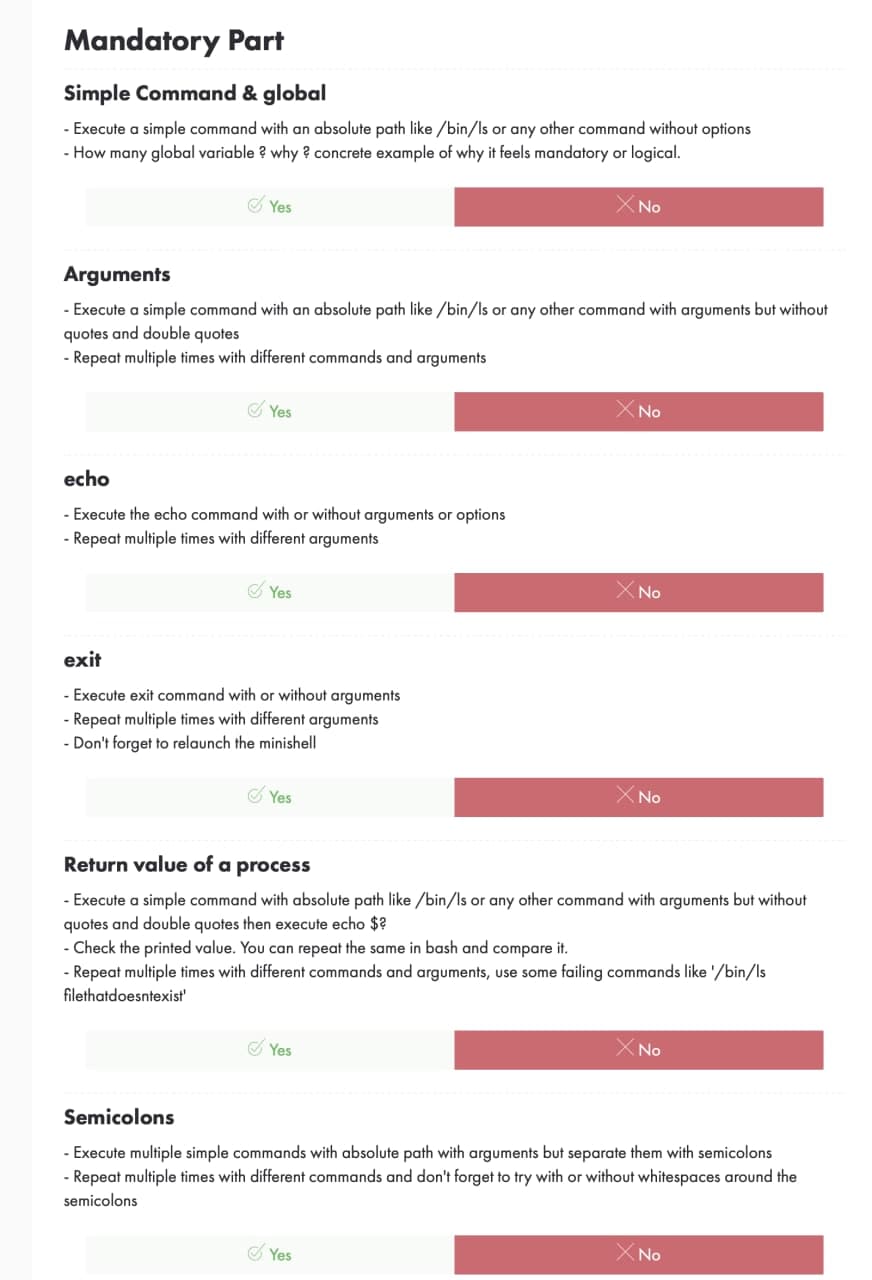 Mandatory Part
Simple Command & global
- Execute a simple command with an absolute path like /bin/ls or any other command without options
- How many global variable ? why ? concrete example of why it feels mandatory or logical.
Yes
No
Arguments
- Execute a simple command with an absolute path like /bin/ls or any other command with arguments but without
quotes and double quotes
- Repeat multiple times with different commands and arguments
Yes
No
echo
- Execute the echo command with or without arguments or options
- Repeat multiple times with different arguments
Yes
No
exit
- Execute exit command with or without arguments
- Repeat multiple times with different arguments
- Don't forget to relaunch the minishell
Yes
No
Return value of a process
- Execute a simple command with absolute path like /bin/ls or any other command with arguments but without
quotes and double quotes then execute echo $?
- Check the printed value. You can repeat the same in bash and compare it.
- Repeat multiple times with different commands and arguments, use some failing commands like '/bin/ls
filethatdoesntexist'
Yes
No
Semicolons
- Execute multiple simple commands with absolute path with arguments but separate them with semicolons
- Repeat multiple times with different commands and don't forget to try with or without whitespaces around the
semicolons
Yes
No